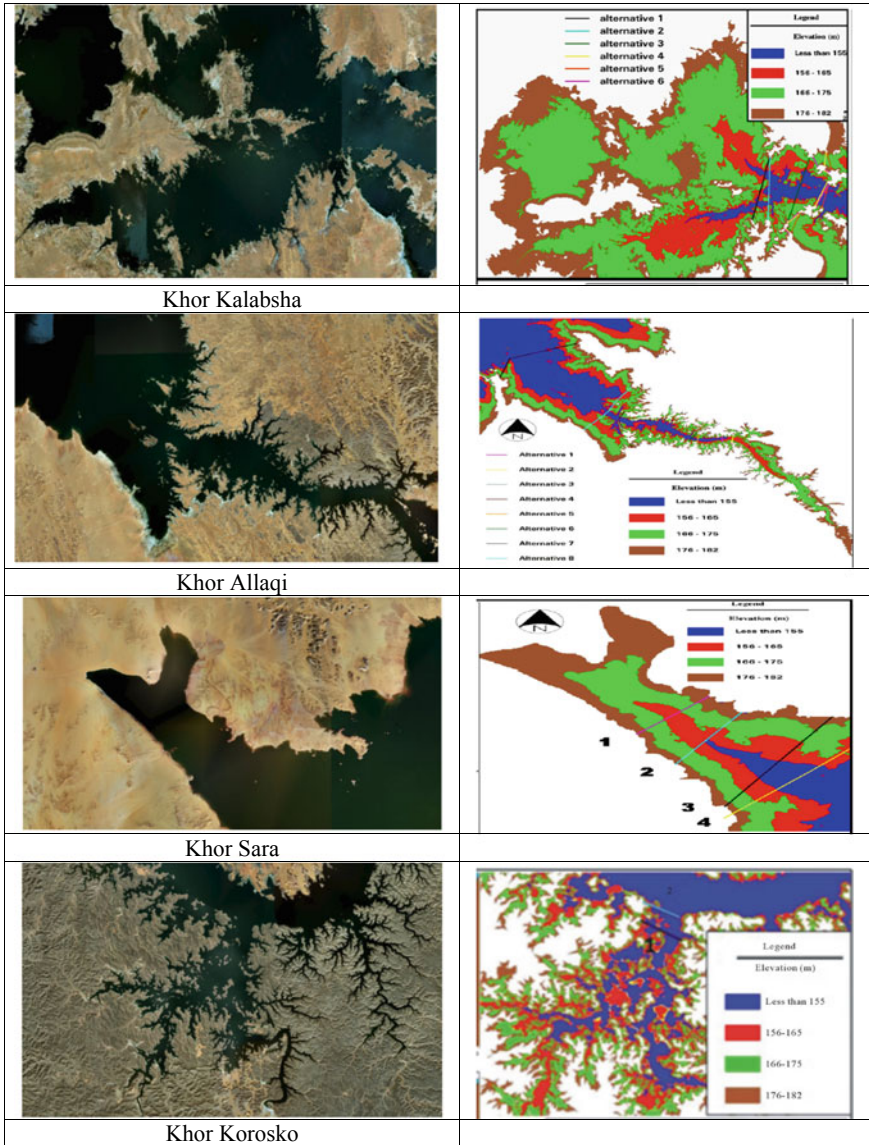 alternative 1
alternative 2
alternative 3
alternative 4
alternative 5
alternative 6
Legend
Elevation (m)
Less than 155
156 - 165
166 - 175
176 - 182
Khor Kalabsha
N
Alternative 1
Alternative 2
Alternative 3
Alternative 4
Alternative 5
Alternative 6
Alternative 7
Alternative 8
Legend
Elevation (m)
Less than 155
156 - 165
166 - 175
176 - 182
Khor Allaqi
N
Legend
Elevation (m)
Less than 155
156 - 165
166 - 175
176 - 182
1
2
3
4
Khor Sara
2
1
Legend
Elevation (m)
Less than 155
156-165
166-175
176-182
Khor Korosko